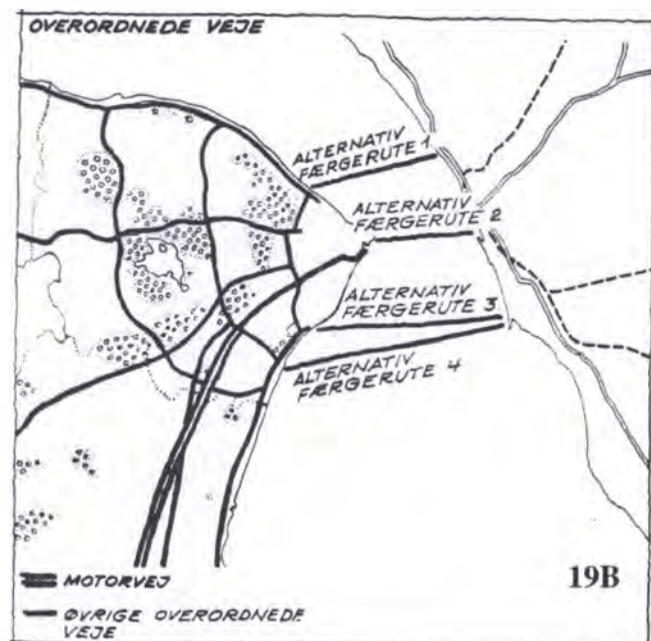 OVERORDNEDE VEJE
ALTERNATIV
FÆRGERUTE 1
ALTERNATIV
FÆRGERUTE 2
ALTERNATIV
FÆRGERUTE 3
ALTERNATIV
FÆRGERUTE 4
19B
MOTORVEJ
ØVRIGE OVERORDNEDE
VEJE